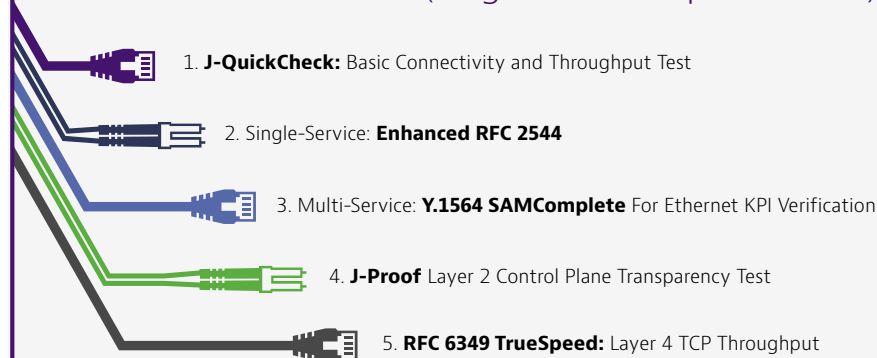 1. J-QuickCheck: Basic Connectivity and Throughput Test
2. Single-Service: Enhanced RFC 2544
3. Multi-Service: Y.1564 SAMComplete For Ethernet KPI Verification
4. J-Proof Layer 2 Control Plane Transparency Test
5. RFC 6349 TrueSpeed: Layer 4 TCP Throughput